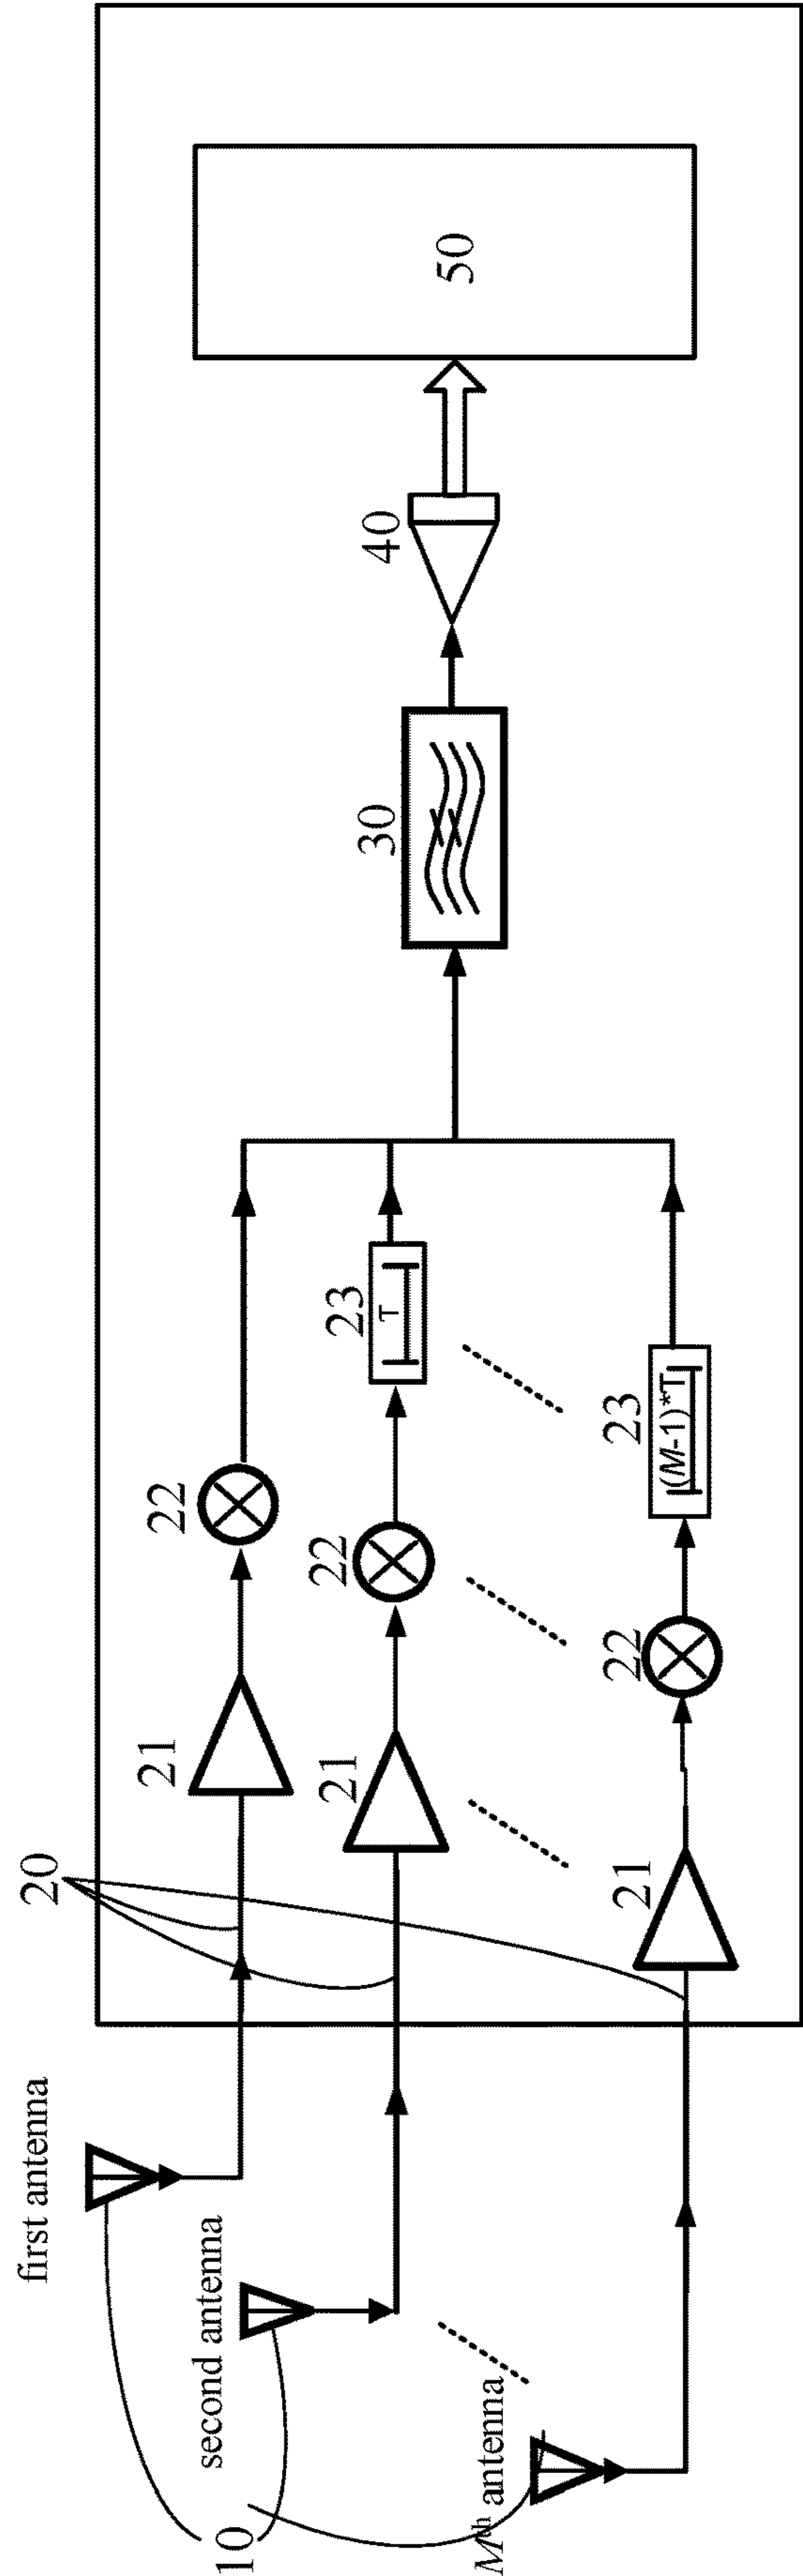 first antenna
second antenna
Mth antenna
10
20
21
22
21
22
23
τ
21
22
23
(M-1)*τ
30
40
50